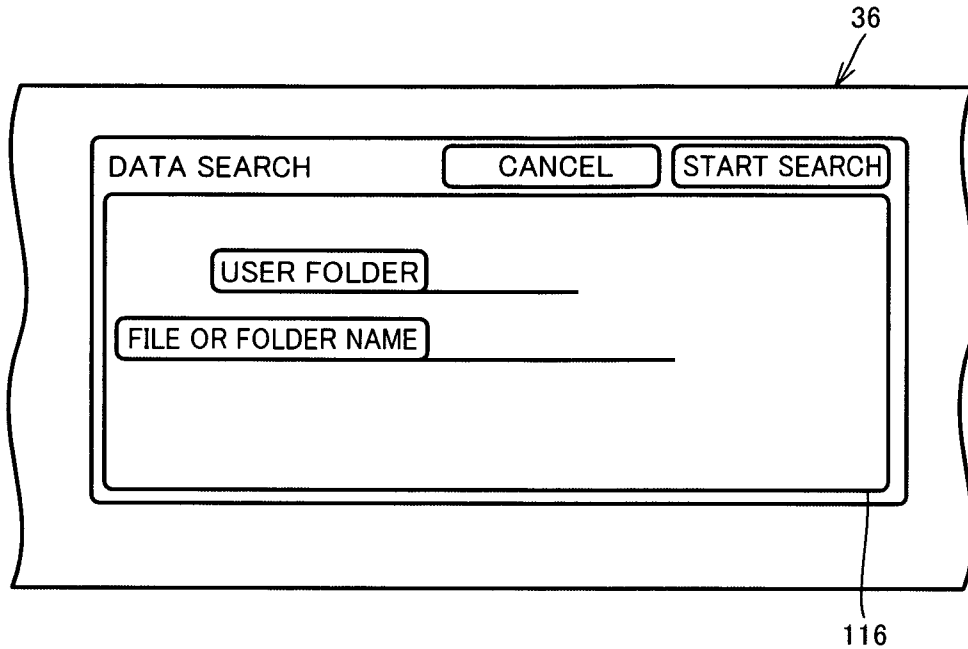 36
DATA SEARCH CANCEL START SEARCH
USER FOLDER
FILE OR FOLDER NAME
116